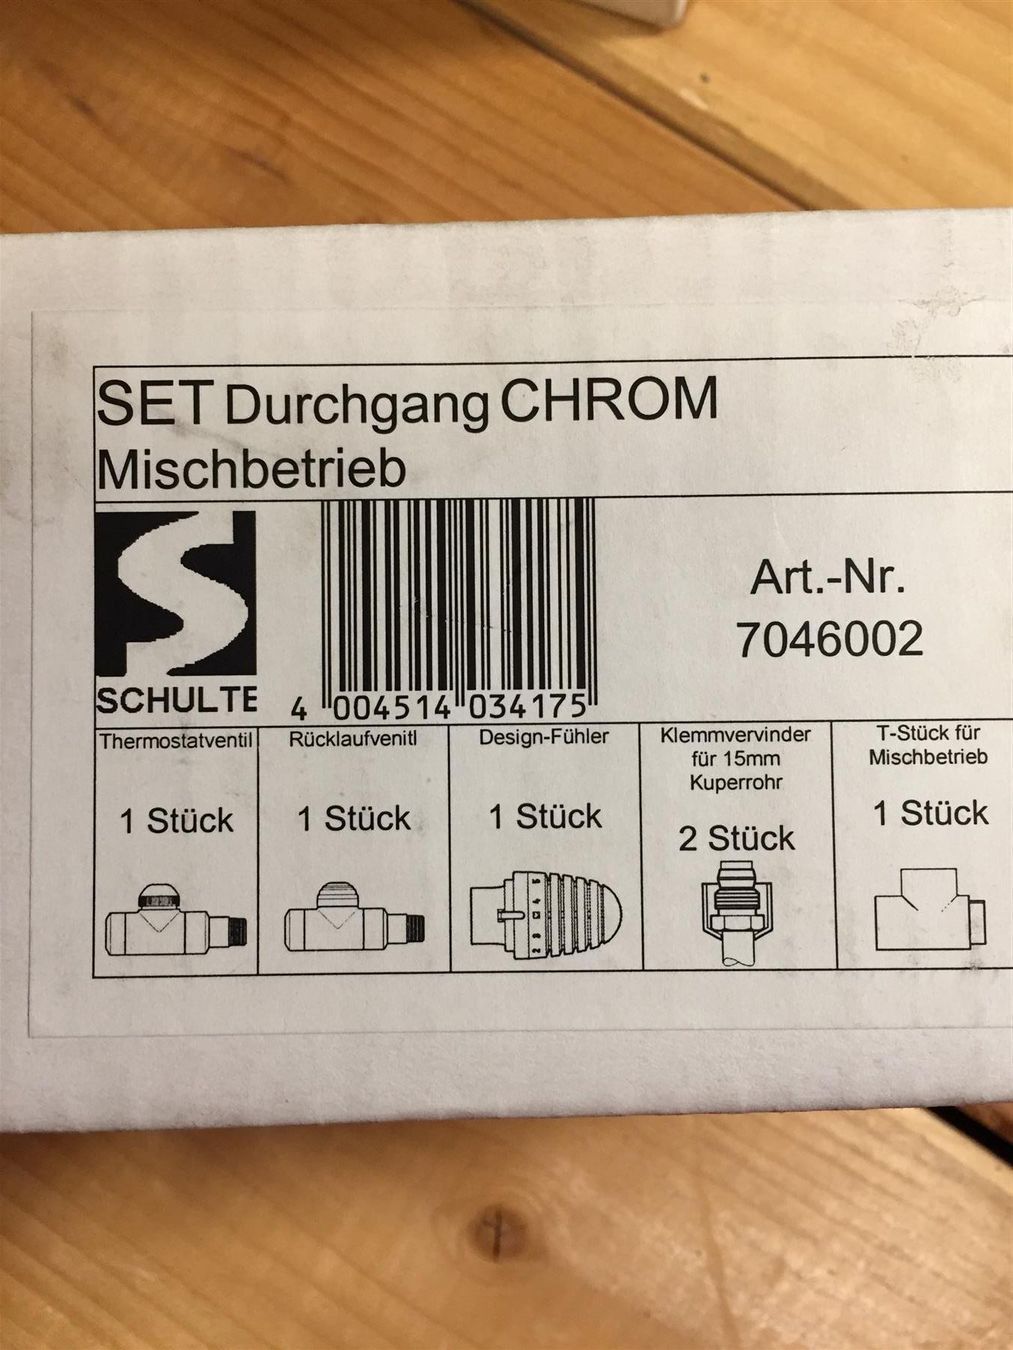 SET Durchgang CHROM
Mischbetrieb
SCHULTE
4 004514 034175
Art.-Nr.
7046002
Thermostatventil
1 Stück
Rücklaufvenitl
1 Stück
Design-Fühler
1 Stück
Klemmvervinder
für 15mm
Kuperrohr
2 Stück
T-Stück für
Mischbetrieb
1 Stück